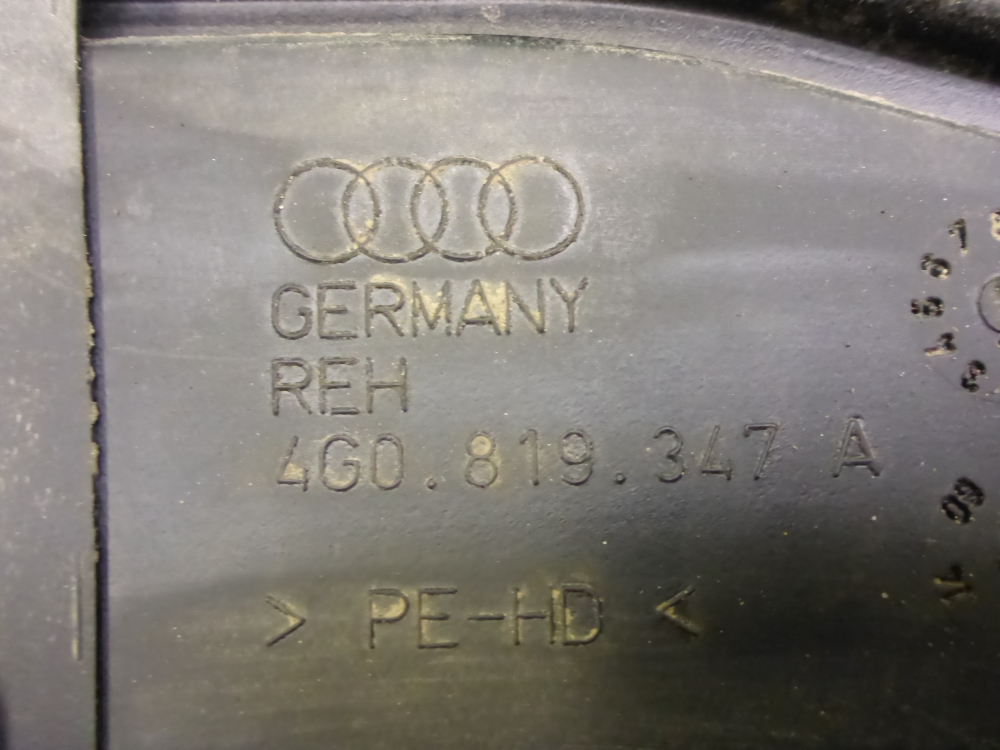 GERMANY
REH
4G0.819.347 A
> PE-HD <